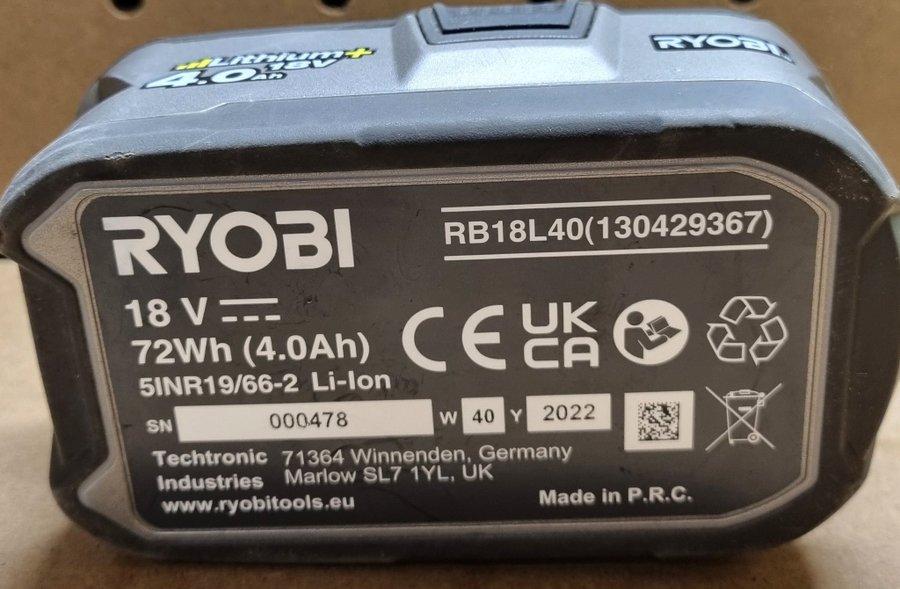 Lithium+
18V
4.0Ah
RYOBI
RYOBI
RB18L40(130429367)
18 V
72Wh (4.0Ah)
CE
UK
CA
5INR19/66-2 Li-Ion
SN 000478 W 40 Y 2022
Techtronic 71364 Winnenden, Germany
Industries Marlow SL7 1YL, UK
www.ryobitools.eu
Made in P.R.C.